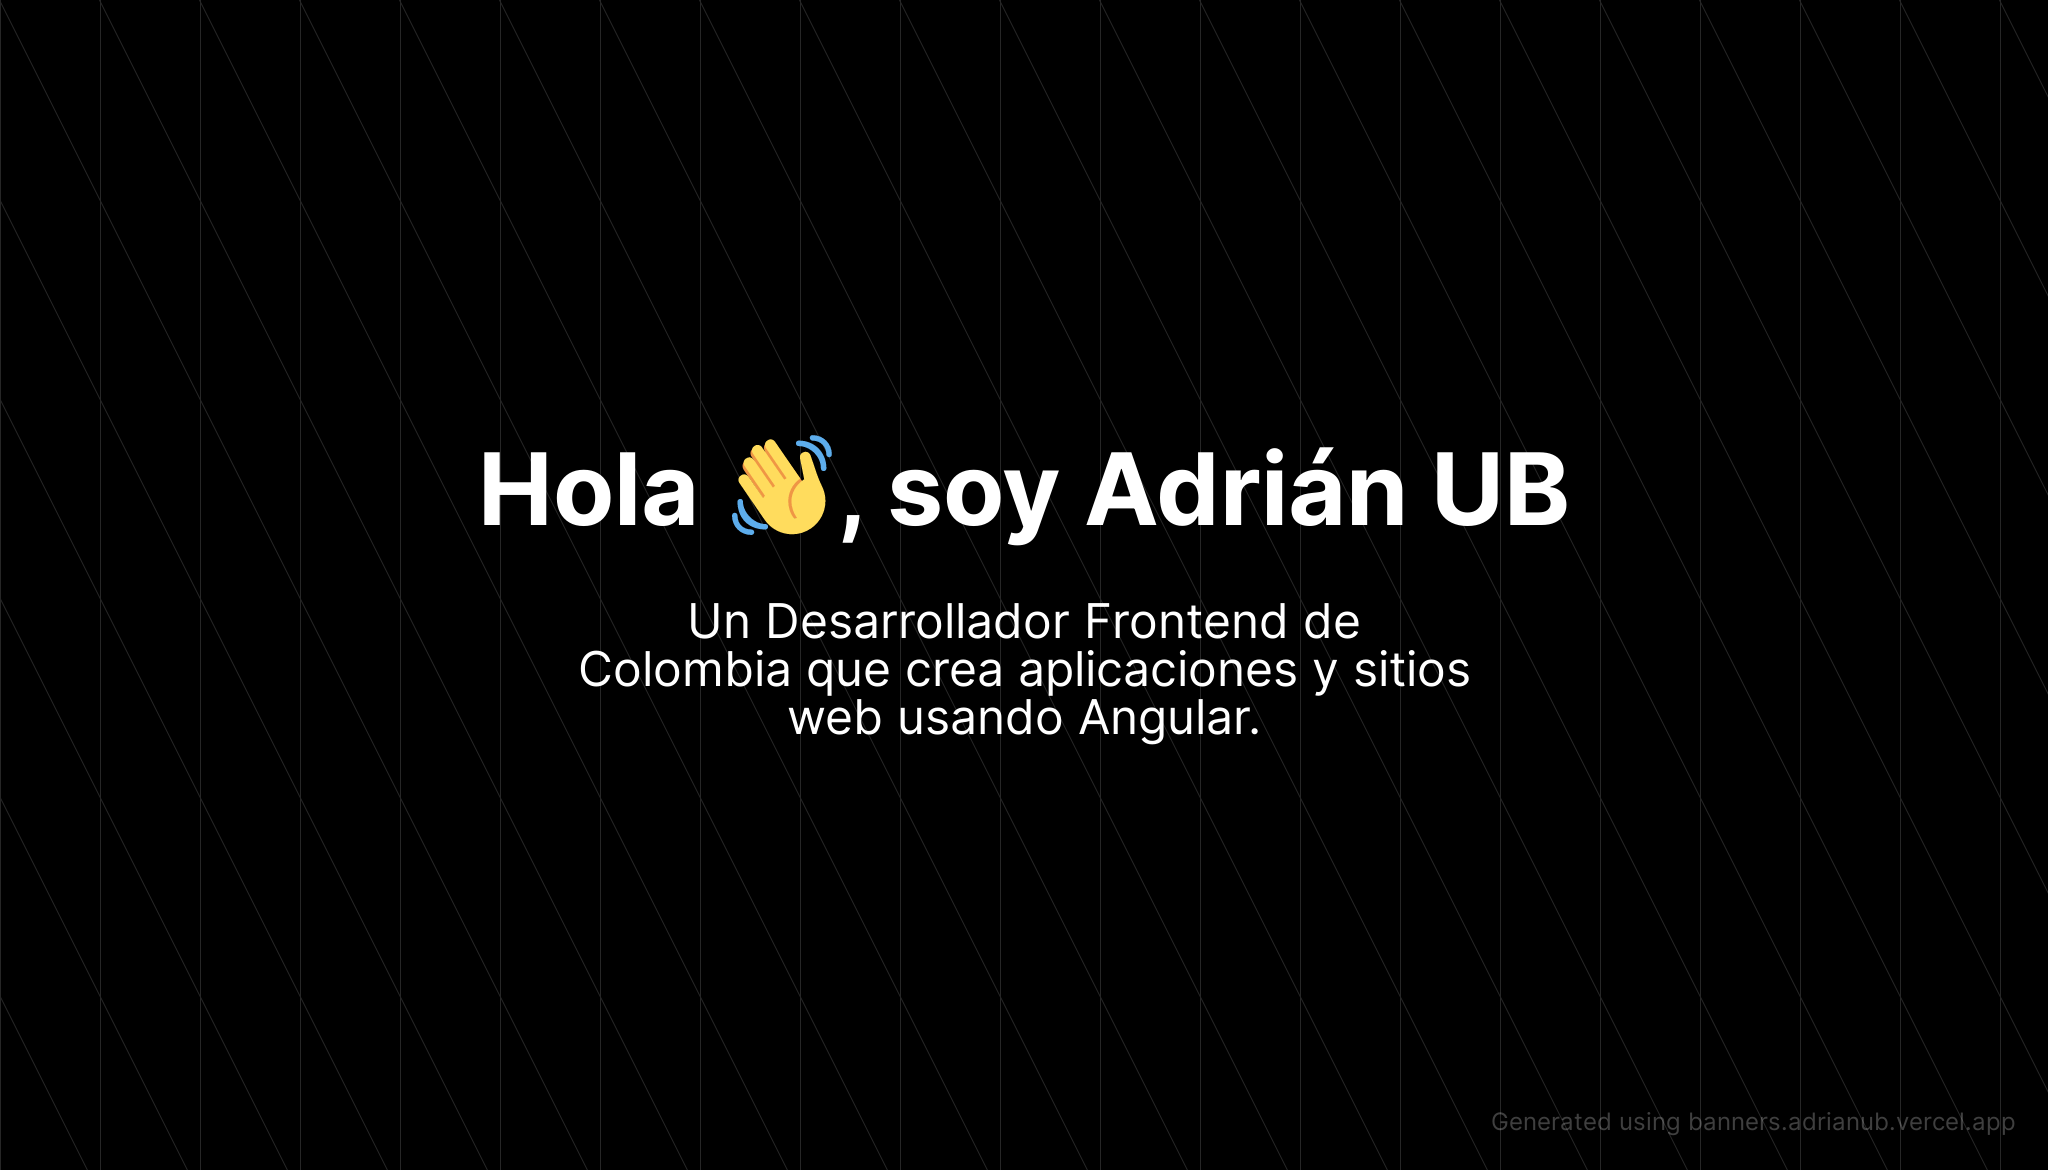 Hola 👋, soy Adrián UB
Un Desarrollador Frontend de
Colombia que crea aplicaciones y sitios
web usando Angular.
Generated using banners.adrianub.vercel.app